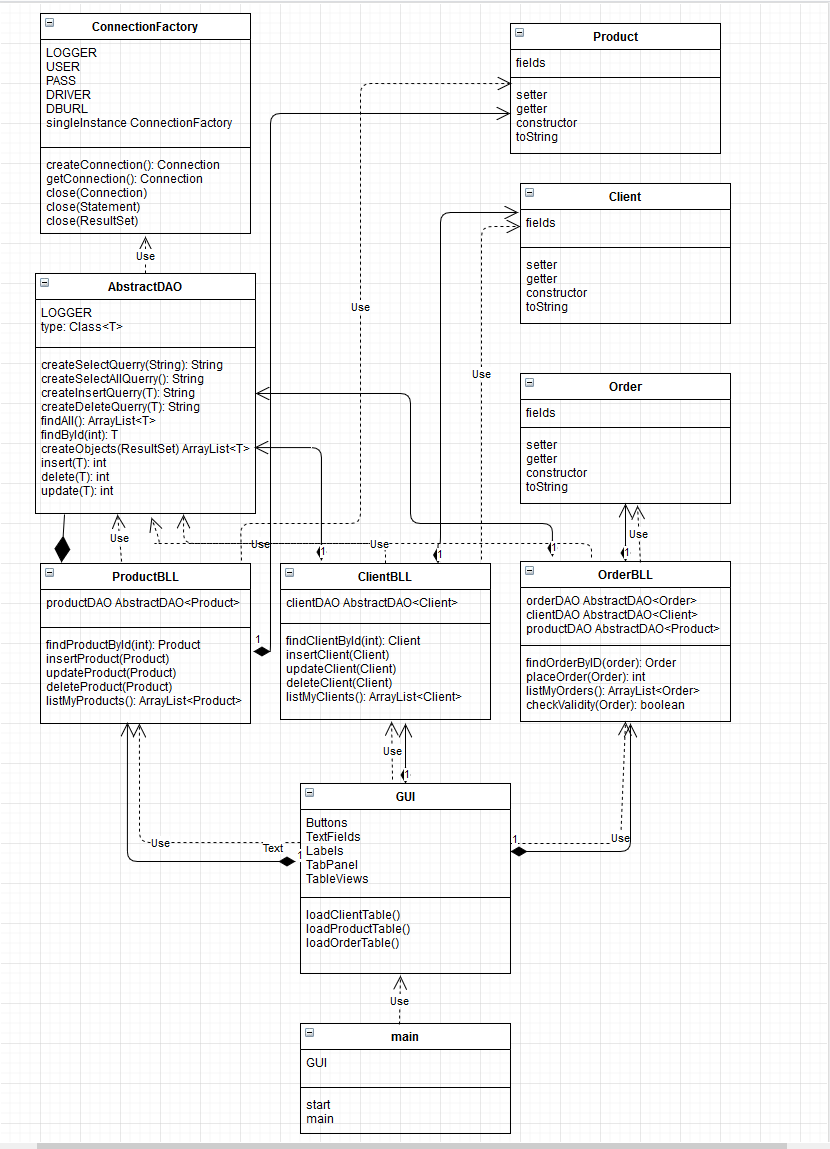 ConnectionFactory
LOGGER
USER
PASS
DRIVER
DBURL
singleInstance ConnectionFactory
createConnection(): Connection
getConnection(): Connection
close(Connection)
close(Statement)
close(ResultSet)
Product
fields
setter
getter
constructor
toString
Client
fields
setter
getter
constructor
toString
Use
AbstractDAO
LOGGER
type: Class<T>
createSelectQuerry(String): String
createSelectAllQuerry(): String
createInsertQuerry(T): String
createDeleteQuerry(T): String
findAll(): ArrayList<T>
findById(int): T
createObjects(ResultSet) ArrayList<T>
insert(T): int
delete(T): int
update(T): int
Use
Use
Order
fields
setter
getter
constructor
toString
Use
Use
Use
Use
1
1
1
1
ProductBLL
productDAO AbstractDAO<Product>
findProductById(int): Product
insertProduct(Product)
updateProduct(Product)
deleteProduct(Product)
listMyProducts(): ArrayList<Product>
1
ClientBLL
clientDAO AbstractDAO<Client>
findClientById(int): Client
insertClient(Client)
updateClient(Client)
deleteClient(Client)
listMyClients(): ArrayList<Client>
OrderBLL
orderDAO AbstractDAO<Order>
clientDAO AbstractDAO<Client>
productDAO AbstractDAO<Product>
findOrderByID(order): Order
placeOrder(Order): int
listMyOrders(): ArrayList<Order>
checkValidity(Order): boolean
Use
1
Use
Text
1
1
Use
GUI
Buttons
TextFields
Labels
TabPanel
TableViews
loadClientTable()
loadProductTable()
loadOrderTable()
Use
main
GUI
start
main